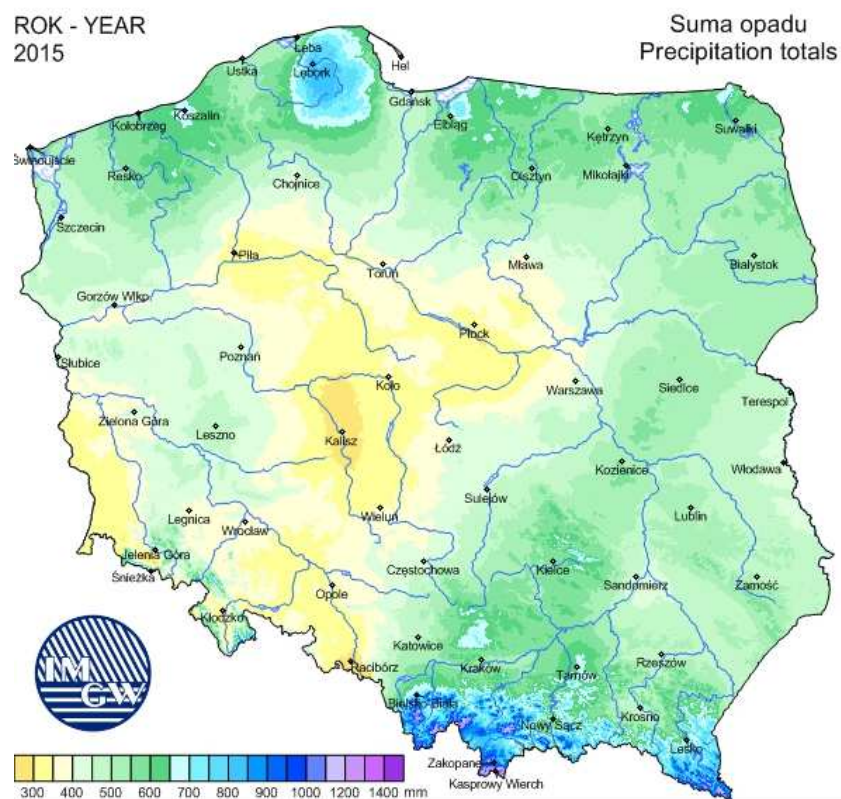 ROK - YEAR
2015
Suma opadu
Precipitation totals
Łeba
Ustka
Lębork
Hel
Gdańsk
Koszalin
Kołobrzeg
Elbląg
Kętrzyn
Suwałki
Świnoujście
Resko
Chojnice
Olsztyn
Mikołajki
Szczecin
Piła
Toruń
Mława
Białystok
Gorzów Wlkp.
Płock
Słubice
Poznań
Koło
Warszawa
Siedlce
Terespol
Zielona Góra
Leszno
Kalisz
Łódź
Kozienice
Włodawa
Sulejów
Legnica
Wrocław
Wieluń
Lublin
Jelenia Góra
Śnieżka
Częstochowa
Kielce
Opole
Sandomierz
Zamość
Kłodzko
Katowice
Racibórz
Kraków
Tarnów
Rzeszów
Bielsko-Biała
Nowy Sącz
Krosno
Lesko
Zakopane
Kasprowy Wierch
IM
GW
300 400 500 600 700 800 900 1000 1200 1400 mm